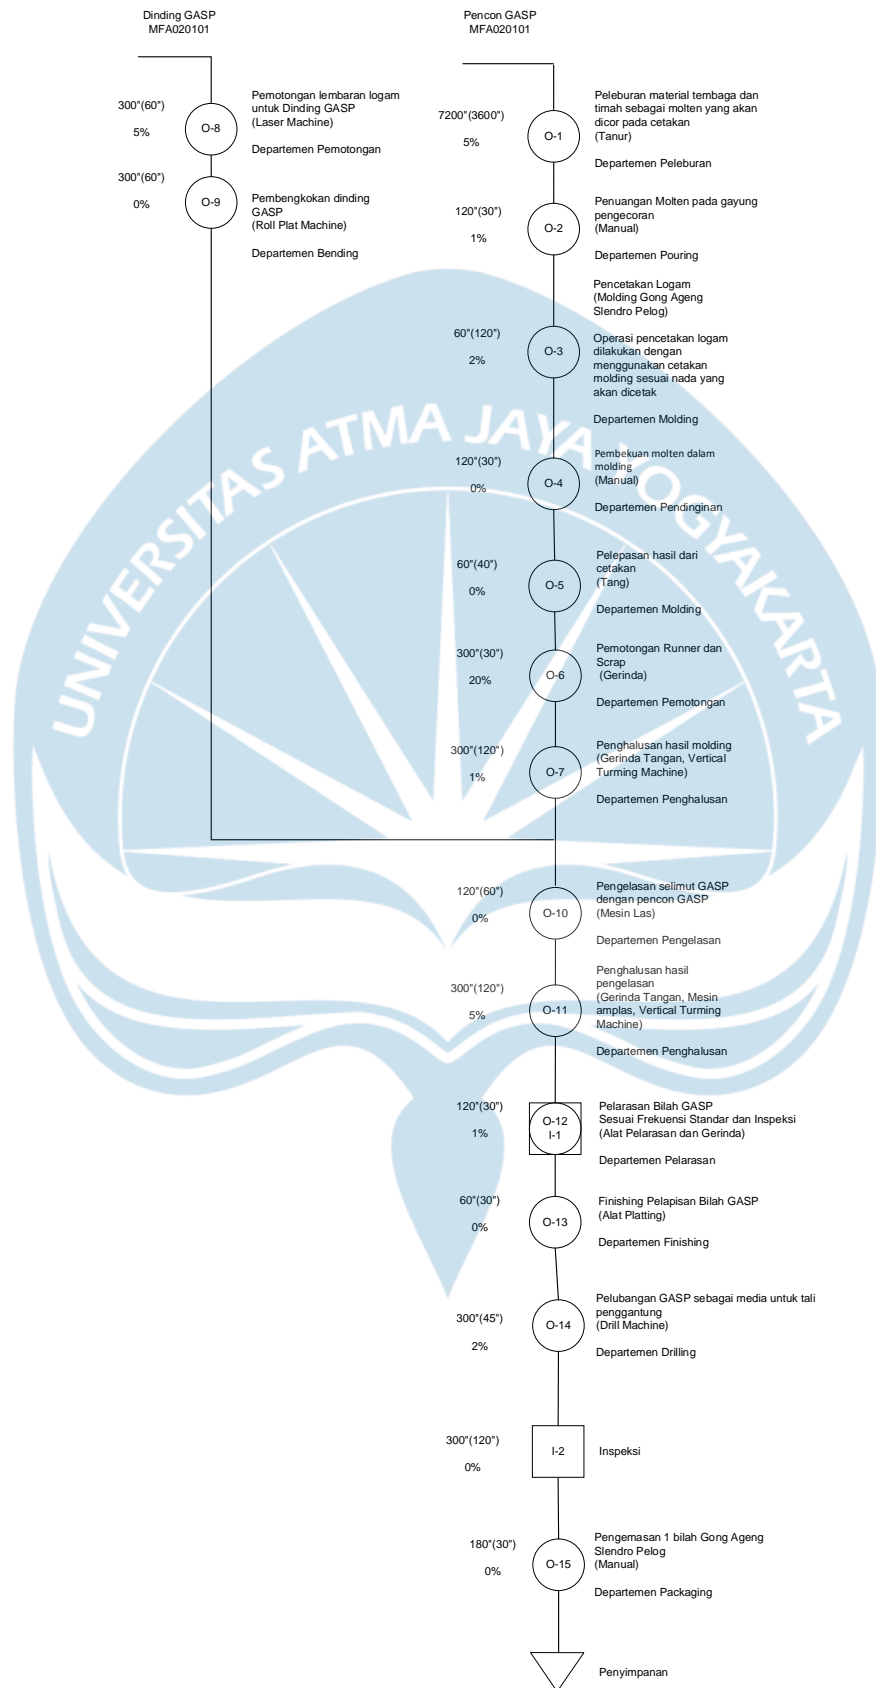 Dinding GASP
MFA020101
300"(60")
5%
O-8
Pemotongan lembaran logam
untuk Dinding GASP
(Laser Machine)
Departemen Pemotongan
300"(60")
0%
O-9
Pembengkokan dinding
GASP
(Roll Plat Machine)
Departemen Bending
Pencon GASP
MFA020101
7200"(3600")
5%
O-1
Peleburan material tembaga dan
timah sebagai molten yang akan
dicor pada cetakan
(Tanur)
Departemen Peleburan
120"(30")
1%
O-2
Penuangan Molten pada gayung
pengecoran
(Manual)
Departemen Pouring
60"(120")
2%
O-3
Pencetakan Logam
(Molding Gong Ageng
Slendro Pelog)
Operasi pencetakan logam
dilakukan dengan
menggunakan cetakan
molding sesuai nada yang
akan dicetak
Departemen Molding
120"(30")
0%
O-4
Pembekuan molten dalam
molding
(Manual)
Departemen Pendinginan
60"(40")
0%
O-5
Pelepasan hasil dari
cetakan
(Tang)
Departemen Molding
300"(30")
20%
O-6
Pemotongan Runner dan
Scrap
(Gerinda)
Departemen Pemotongan
300"(120")
1%
O-7
Penghalusan hasil molding
(Gerinda Tangan, Vertical
Turming Machine)
Departemen Penghalusan
120"(60")
0%
O-10
Pengelasan selimut GASP
dengan pencon GASP
(Mesin Las)
Departemen Pengelasan
300"(120")
5%
O-11
Penghalusan hasil
pengelasan
(Gerinda Tangan, Mesin
amplas, Vertical Turming
Machine)
Departemen Penghalusan
120"(30")
1%
O-12
I-1
Pelarasan Bilah GASP
Sesuai Frekuensi Standar dan Inspeksi
(Alat Pelarasan dan Gerinda)
Departemen Pelarasan
60"(30")
0%
O-13
Finishing Pelapisan Bilah GASP
(Alat Platting)
Departemen Finishing
300"(45")
2%
O-14
Pelubangan GASP sebagai media untuk tali
penggantung
(Drill Machine)
Departemen Drilling
300"(120")
0%
I-2
Inspeksi
180"(30")
0%
O-15
Pengemasan 1 bilah Gong Ageng
Slendro Pelog
(Manual)
Departemen Packaging
Penyimpanan
UNIVERSITAS ATMA JAYA YOGYAKARTA